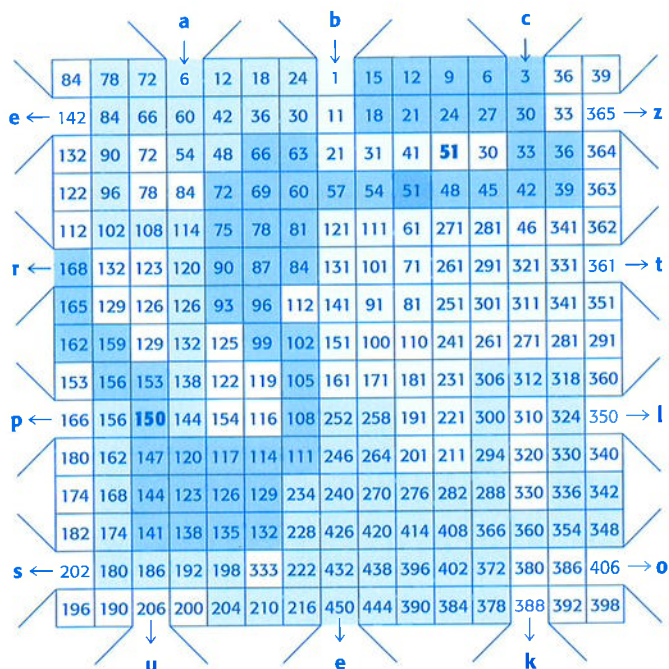 a b c
84 78 72 6 12 18 24 1 15 12 9 6 3 36 39
e 142 84 66 60 42 36 30 11 18 21 24 27 30 33 365 z
132 90 72 54 48 66 63 21 31 41 51 30 33 36 364
122 96 78 84 72 69 60 57 54 51 48 45 42 39 363
112 102 108 114 75 78 81 121 111 61 271 281 46 341 362
r 168 132 123 120 90 87 84 131 101 71 261 291 321 331 361 t
165 129 126 126 93 96 112 141 91 81 251 301 311 341 351
162 159 129 132 125 99 102 151 100 110 241 261 271 281 291
153 156 153 138 122 119 105 161 171 181 231 306 312 318 360
p 166 156 150 144 154 116 108 252 258 191 221 300 310 324 350 l
180 162 147 120 117 114 111 246 264 201 211 294 320 330 340
174 168 144 123 126 129 234 240 270 276 282 288 330 336 342
182 174 141 138 135 132 228 426 420 414 408 366 360 354 348
s 202 180 186 192 198 333 222 432 438 396 402 372 380 386 406 o
196 190 206 200 204 210 216 450 444 390 384 378 388 392 398
u e k